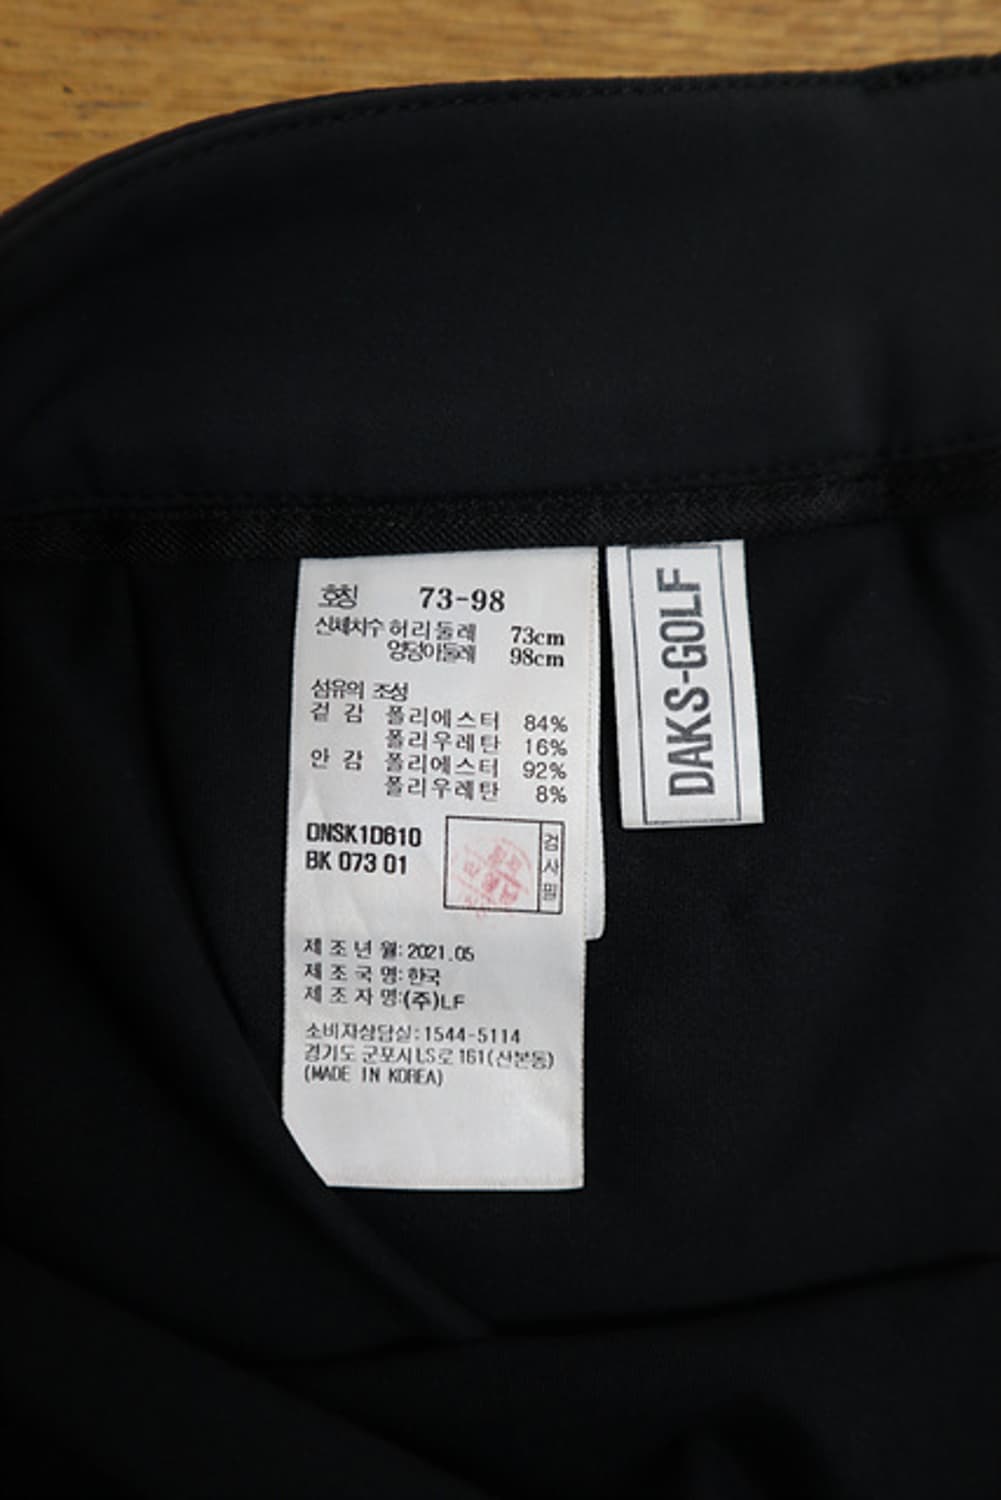 호칭 73-98
신체치수 허리둘레 73cm
엉덩이둘레 98cm
섬유의 조성
겉 감 폴리에스터 84%
폴리우레탄 16%
안 감 폴리에스터 92%
폴리우레탄 8%
DNSK1D610
BK 073 01
검사필
제 조 년 월: 2021.05
제 조 국 명: 한국
제 조 자 명:(주)LF
소비자상담실:1544-5114
경기도 군포시 LS로 161(산본동)
(MADE IN KOREA)
DAKS-GOLF